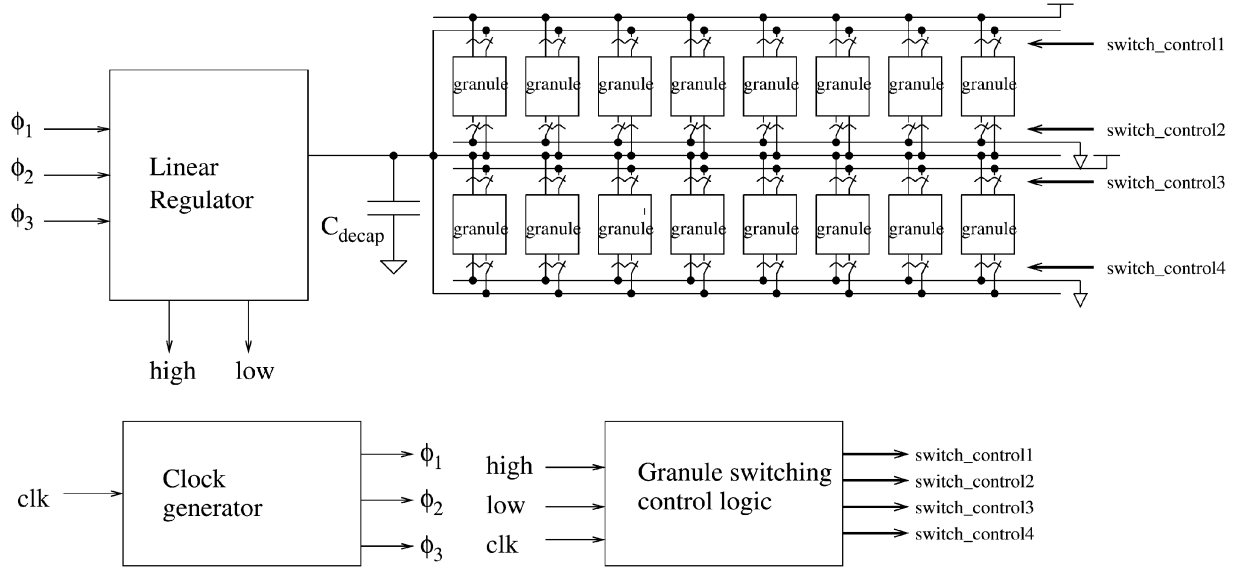 granule granule granule granule granule granule granule granule
switch_control1
switch_control2
switch_control3
switch_control4
granule granule granule granule granule granule granule granule
ϕ1
ϕ2
ϕ3
Linear
Regulator
Cdecap
high low
clk
Clock
generator
ϕ1
ϕ2
ϕ3
high
low
clk
Granule switching
control logic
switch_control1
switch_control2
switch_control3
switch_control4